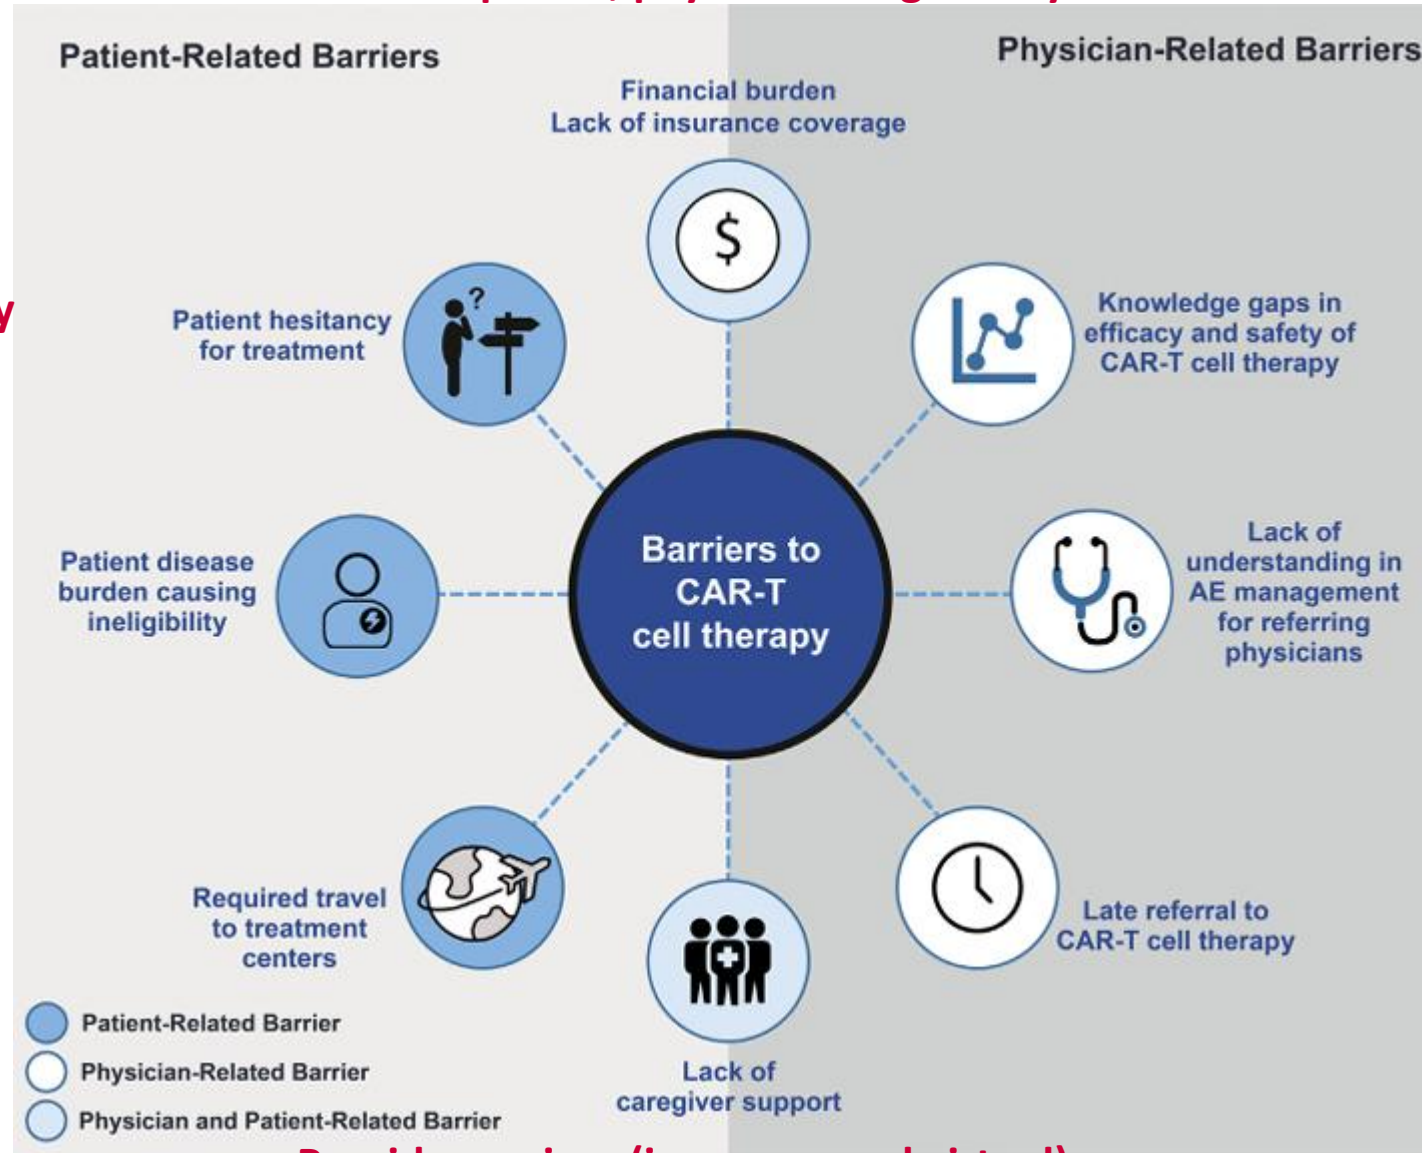 Patient-Related Barriers
Physician-Related Barriers
Financial burden
Lack of insurance coverage
$
?
Patient hesitancy
for treatment
Knowledge gaps in
efficacy and safety of
CAR-T cell therapy
Patient disease
burden causing
ineligibility
Barriers to
CAR-T
cell therapy
Lack of
understanding in
AE management
for referring
physicians
Required travel
to treatment
centers
Late referral to
CAR-T cell therapy
Lack of
caregiver support
Patient-Related Barrier
Physician-Related Barrier
Physician and Patient-Related Barrier
y